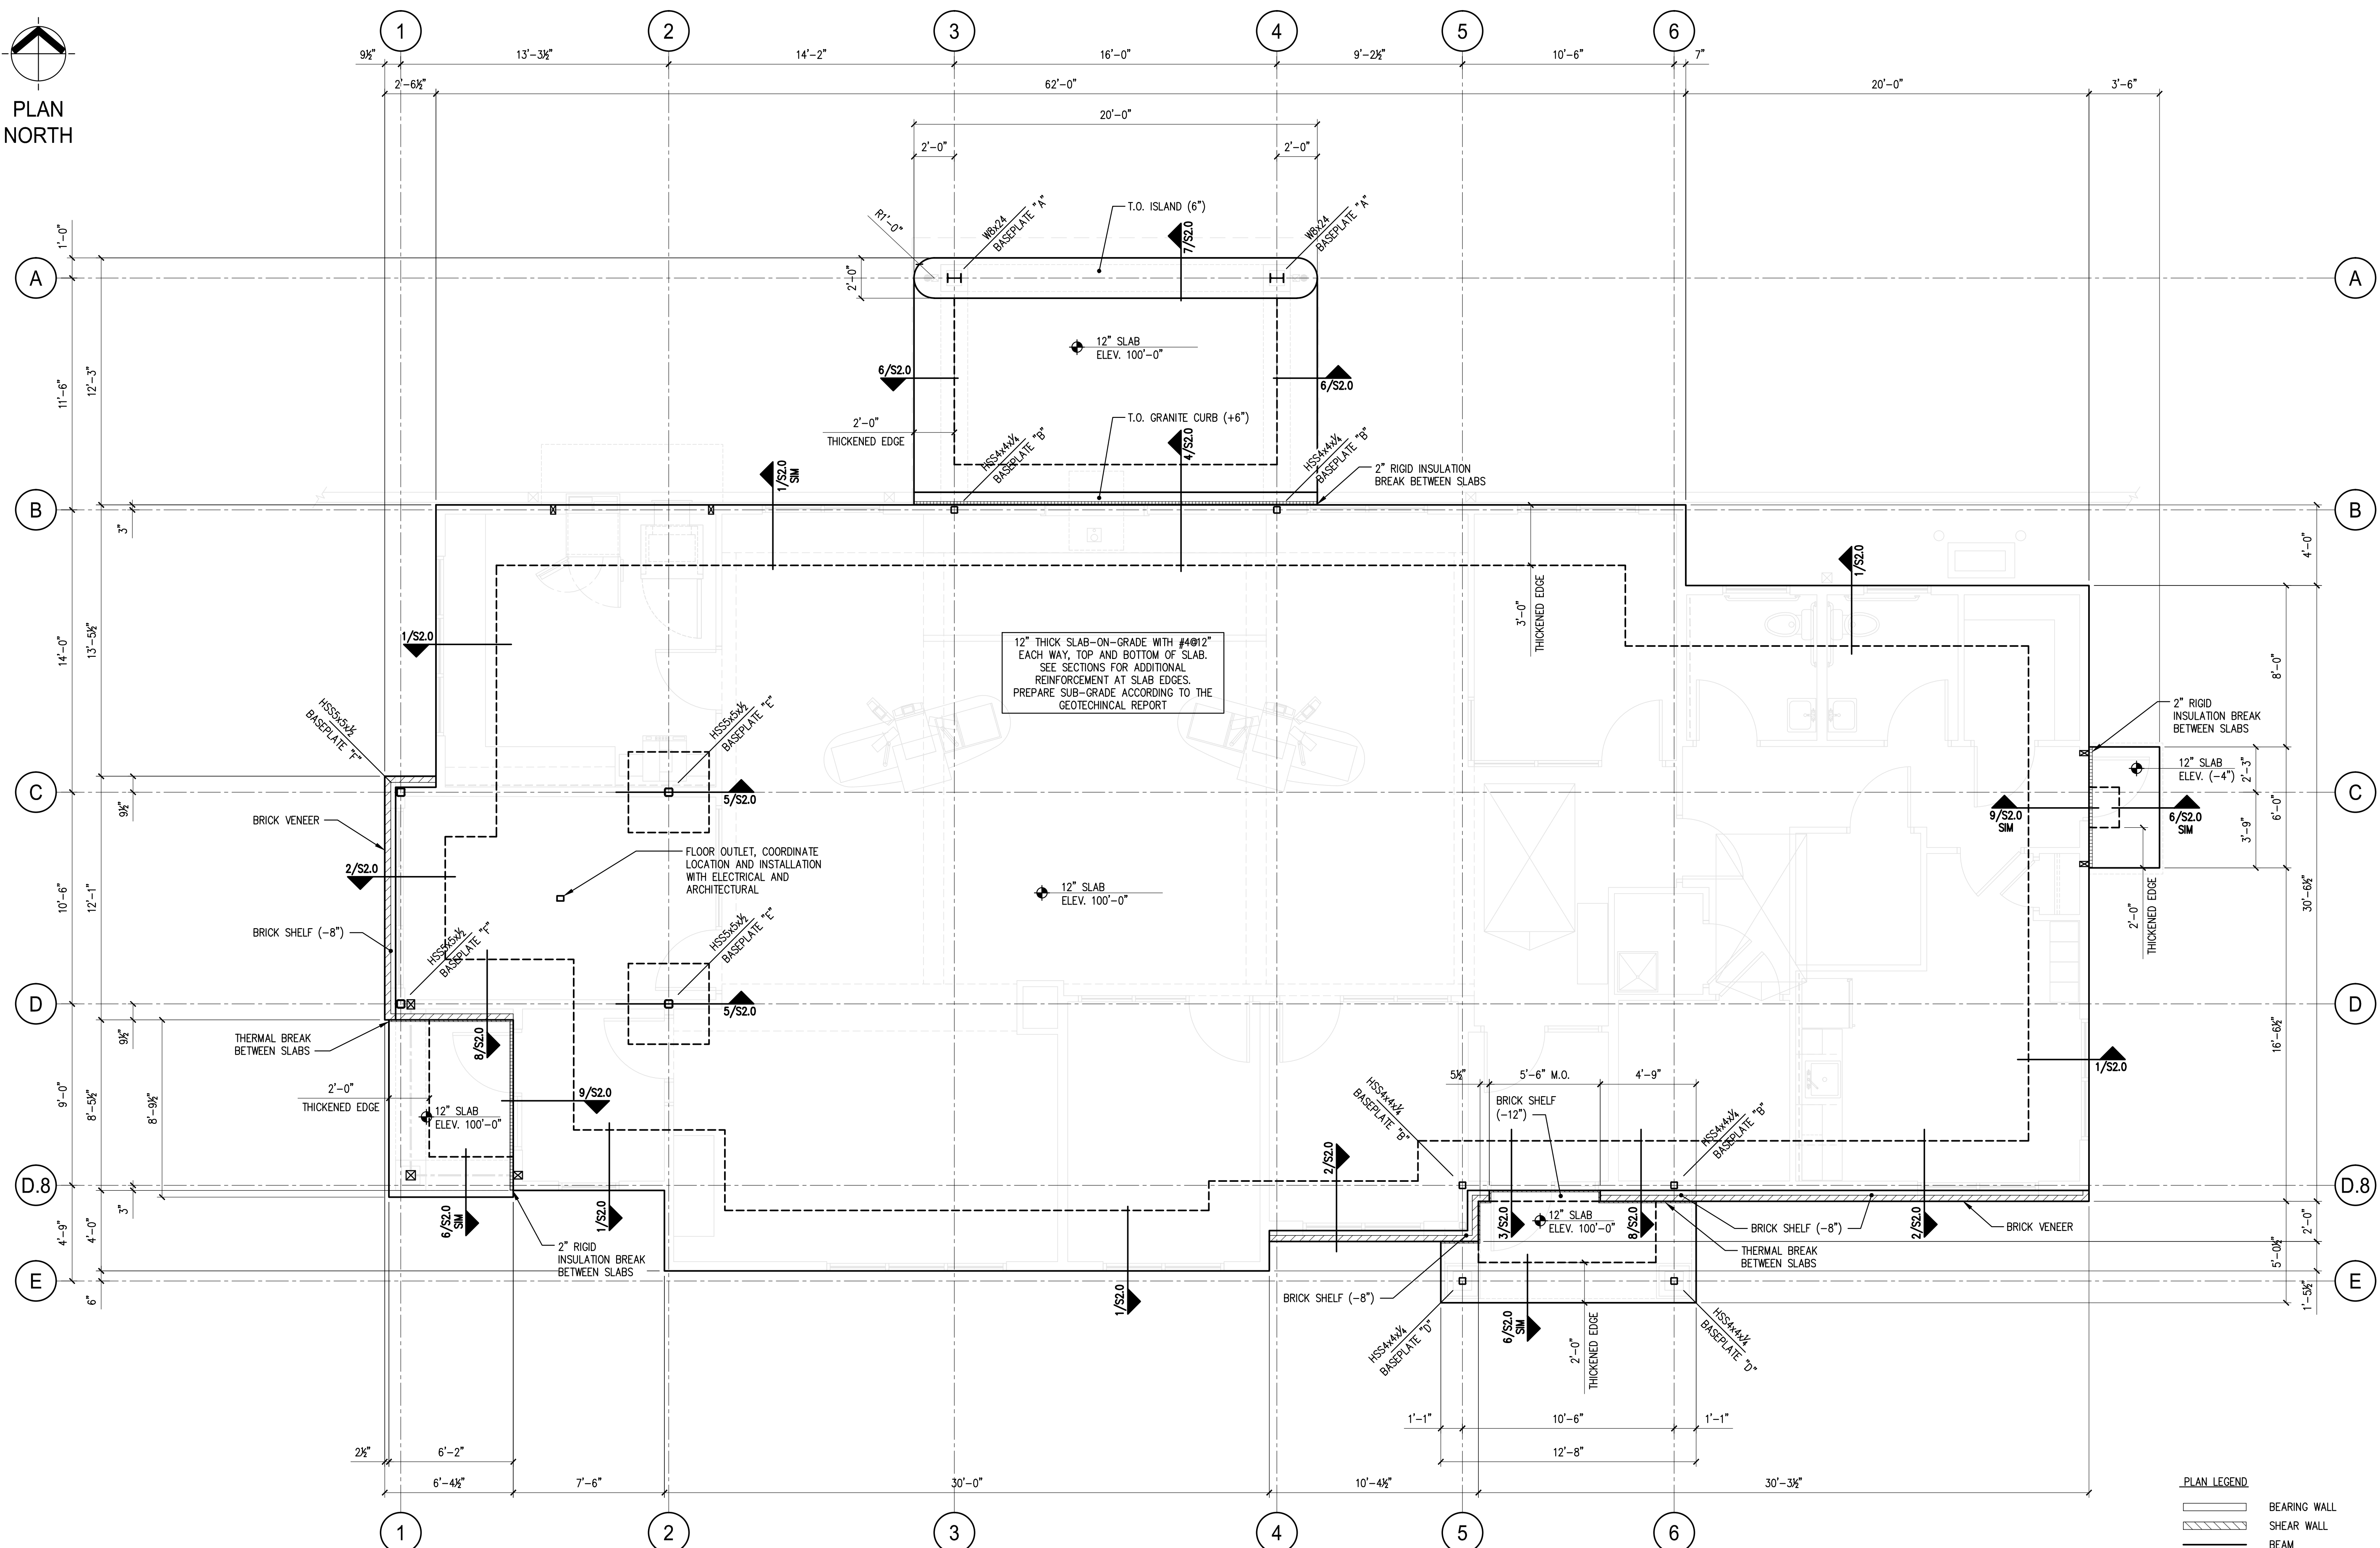 1
2
3
4
5
6
9½"
13'-3½"
14'-2"
16'-0"
9'-2½"
10'-6"
7"
2'-6½"
62'-0"
20'-0"
3'-6"
PLAN
NORTH
20'-0"
2'-0"
2'-0"
R1'-0"
W8x24
BASEPLATE "A"
T.O. ISLAND (6")
7/S2.0
W8x24
BASEPLATE "A"
1'-0"
A
A
2'-0"
12" SLAB
ELEV. 100'-0"
11'-6"
12'-3"
6/S2.0
6/S2.0
2'-0"
THICKENED EDGE
T.O. GRANITE CURB (+6")
HSS4x4x¼
BASEPLATE "B"
4/S2.0
HSS4x4x¼
BASEPLATE "B"
2" RIGID INSULATION
BREAK BETWEEN SLABS
1/S2.0
SIM
B
B
3"
4'-0"
3'-0"
THICKENED EDGE
1/S2.0
1/S2.0
12" THICK SLAB-ON-GRADE WITH #4@12"
EACH WAY, TOP AND BOTTOM OF SLAB.
SEE SECTIONS FOR ADDITIONAL
REINFORCEMENT AT SLAB EDGES.
PREPARE SUB-GRADE ACCORDING TO THE
GEOTECHINCAL REPORT
14'-0"
13'-5½"
8'-0"
HSS5x5x½
BASEPLATE "F"
HSS5x5x½
BASEPLATE "E"
2" RIGID
INSULATION BREAK
BETWEEN SLABS
12" SLAB
ELEV. (-4")
2'-3"
C
C
5/S2.0
9½"
9/S2.0
SIM
6/S2.0
SIM
6'-0"
3'-9"
BRICK VENEER
2/S2.0
FLOOR OUTLET, COORDINATE
LOCATION AND INSTALLATION
WITH ELECTRICAL AND
ARCHITECTURAL
12" SLAB
ELEV. 100'-0"
10'-6"
12'-1"
30'-6½"
2'-0"
THICKENED EDGE
BRICK SHELF (-8")
HSS5x5x½
BASEPLATE "F"
HSS5x5x½
BASEPLATE "E"
D
D
5/S2.0
9½"
THERMAL BREAK
BETWEEN SLABS
8/S2.0
16'-6½"
1/S2.0
2'-0"
THICKENED EDGE
9/S2.0
12" SLAB
ELEV. 100'-0"
9'-0"
8'-5½"
8'-9½"
5½"
5'-6" M.O.
4'-9"
BRICK SHELF
(-12")
HSS4x4x¼
BASEPLATE "B"
HSS4x4x¼
BASEPLATE "B"
2/S2.0
D.8
D.8
3"
6/S2.0
SIM
1/S2.0
3/S2.0
12" SLAB
ELEV. 100'-0"
8/S2.0
BRICK SHELF (-8")
2/S2.0
BRICK VENEER
2'-0"
4'-9"
4'-0"
2" RIGID
INSULATION BREAK
BETWEEN SLABS
THERMAL BREAK
BETWEEN SLABS
5'-0½"
E
E
6"
1/S2.0
BRICK SHELF (-8")
1'-5½"
HSS4x4x¼
BASEPLATE "D"
6/S2.0
SIM
2'-0"
THICKENED EDGE
HSS4x4x¼
BASEPLATE "D"
1'-1"
10'-6"
1'-1"
12'-8"
2½"
6'-2"
6'-4½"
7'-6"
30'-0"
10'-4½"
30'-3½"
1
2
3
4
5
6
PLAN LEGEND
BEARING WALL
SHEAR WALL
BEAM